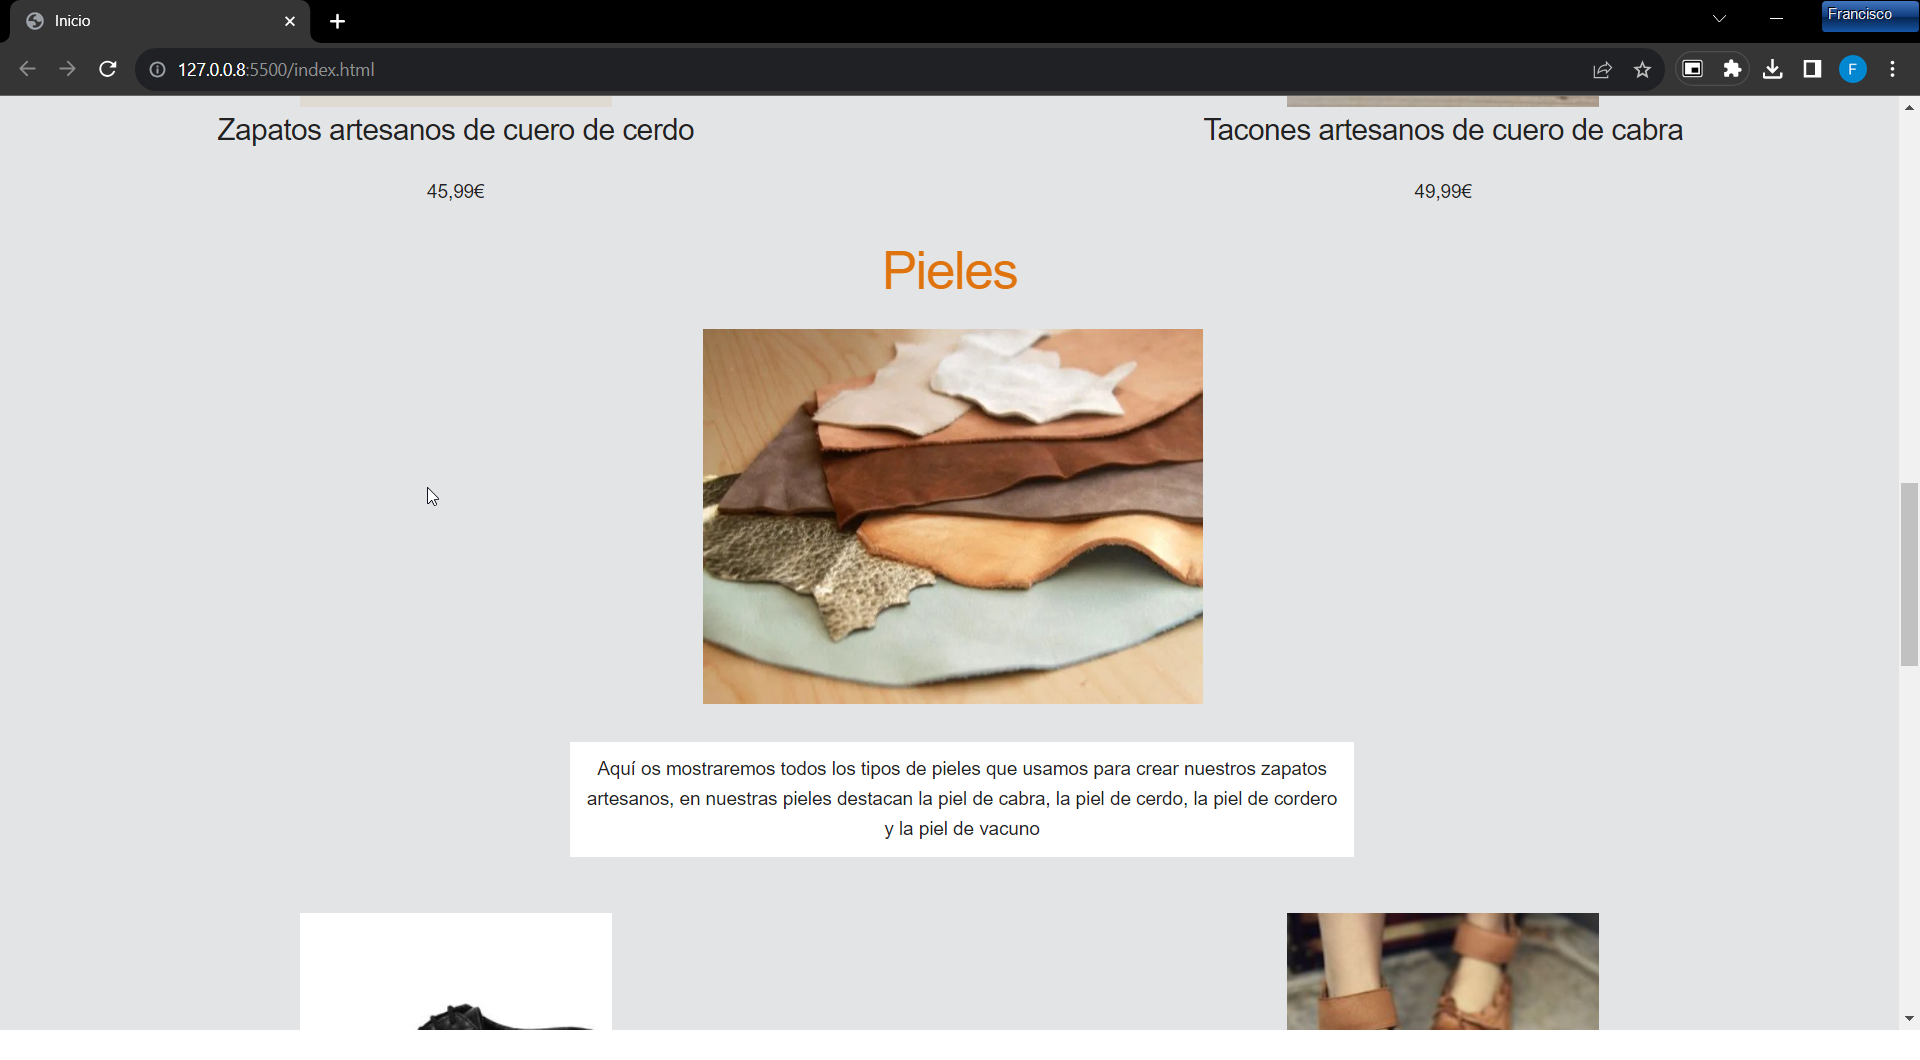 Inicio
Francisco
127.0.0.8:5500/index.html
F
Zapatos artesanos de cuero de cerdo
Tacones artesanos de cuero de cabra
45,99€
49,99€
Pieles
Aquí os mostraremos todos los tipos de pieles que usamos para crear nuestros zapatos
artesanos, en nuestras pieles destacan la piel de cabra, la piel de cerdo, la piel de cordero
y la piel de vacuno